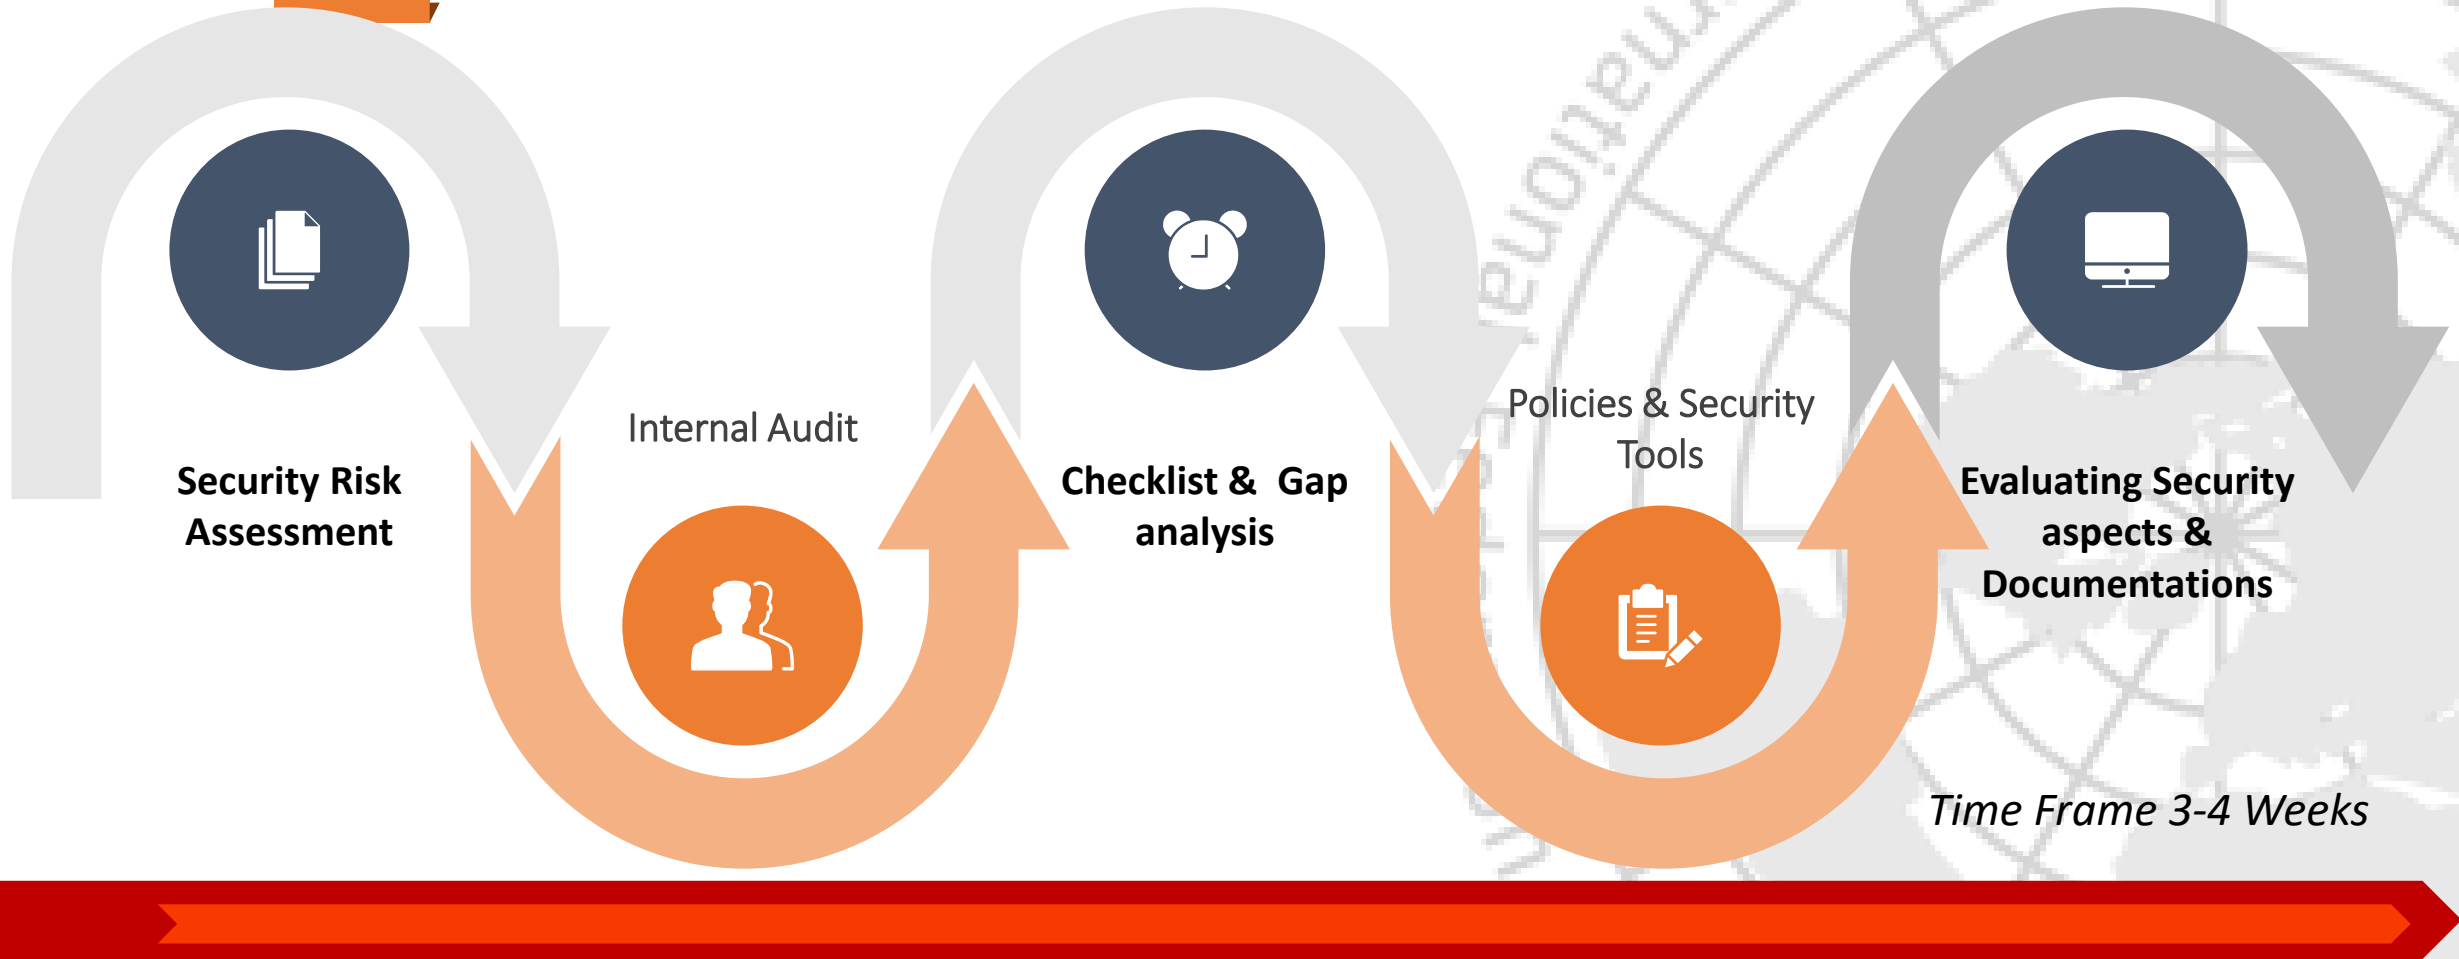 Security Risk
Assessment
Internal Audit
Checklist &  Gap
analysis
Policies & Security
Tools
Evaluating Security
aspects &
Documentations
Time Frame 3-4 Weeks